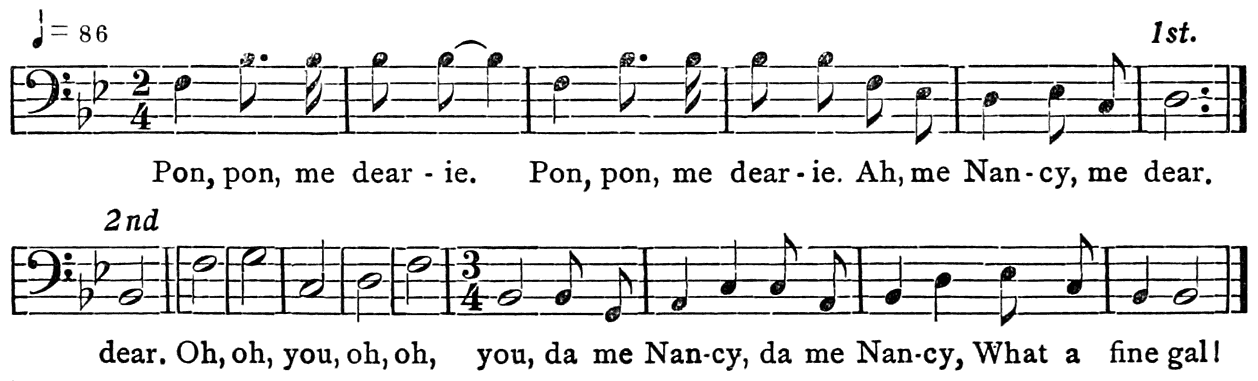 ♩= 86
1st.
2
4
Pon, pon, me dear - ie. Pon, pon, me dear - ie. Ah, me Nan - cy, me dear.
2nd
3
4
dear. Oh, oh, you, oh, oh, you, da me Nan-cy, da me Nan-cy, What a fine gal!